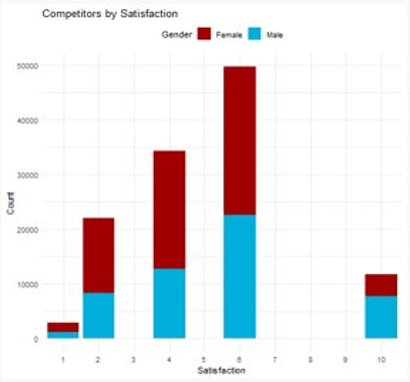 Competitors by Satisfaction
Gender Female Male
50000
40000
30000
20000
10000
0
Count
1 2 3 4 5 6 7 8 9 10
Satisfaction